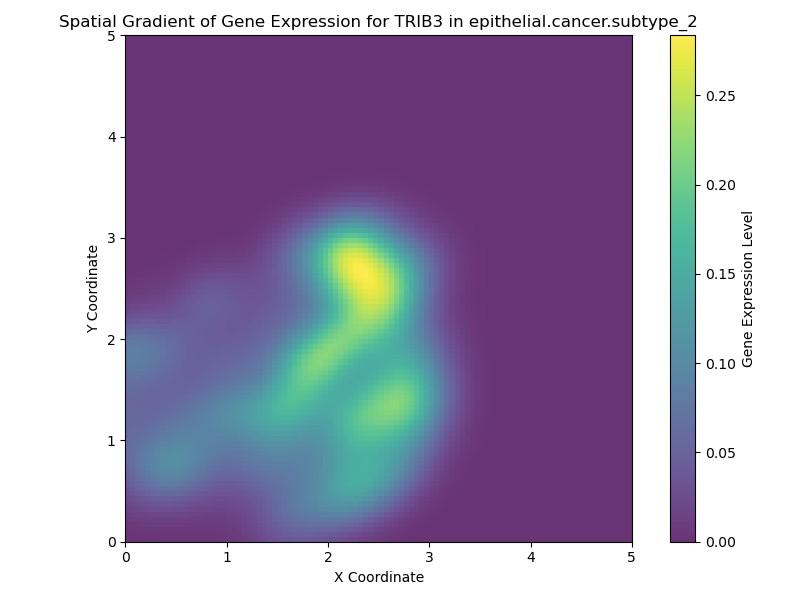 Spatial Gradient of Gene Expression for TRIB3 in epithelial.cancer.subtype_2
5
4
3
2
1
0
0 1 2 3 4 5
X Coordinate
Y Coordinate
0.25
0.20
0.15
0.10
0.05
0.00
Gene Expression Level